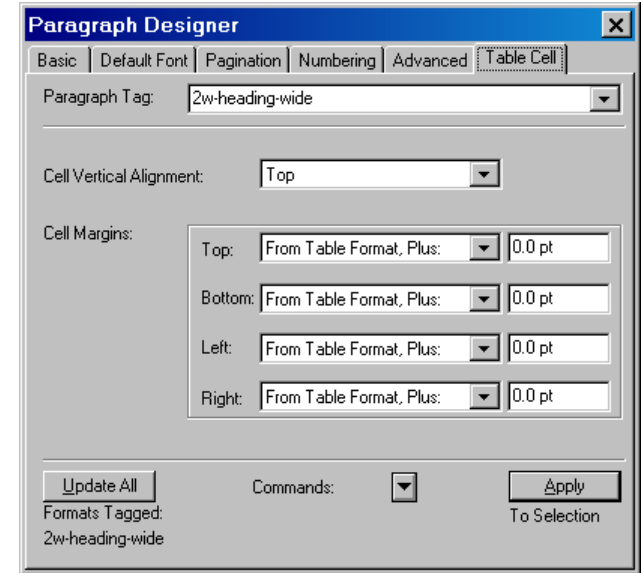 Paragraph Designer
Basic Default Font Pagination Numbering Advanced Table Cell
Paragraph Tag: 2w-heading-wide
Cell Vertical Alignment: Top
Cell Margins:
Top: From Table Format, Plus: 0.0 pt
Bottom: From Table Format, Plus: 0.0 pt
Left: From Table Format, Plus: 0.0 pt
Right: From Table Format, Plus: 0.0 pt
Update All Commands: Apply
Formats Tagged: To Selection
2w-heading-wide